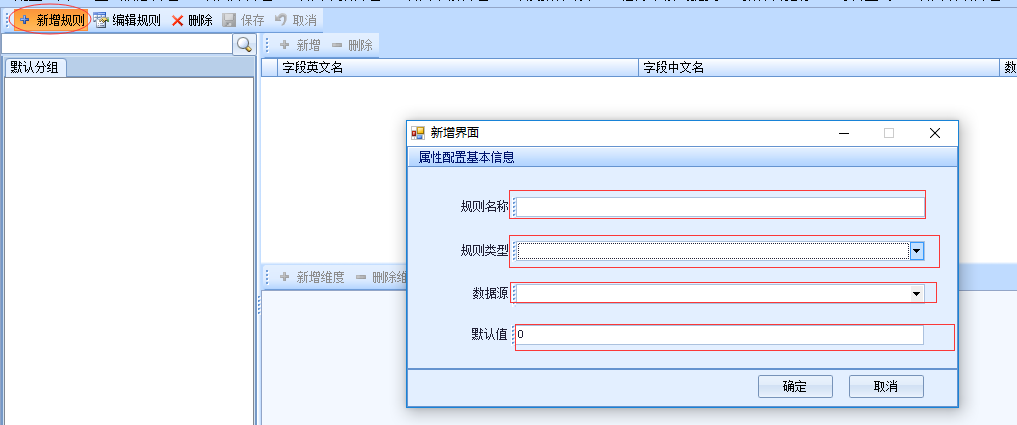 新增规则 编辑规则 删除 保存 取消
新增 删除
默认分组
字段英文名 字段中文名 数
新增界面
属性配置基本信息
规则名称
规则类型
数据源
默认值 0
新增维度 删除维
确定 取消